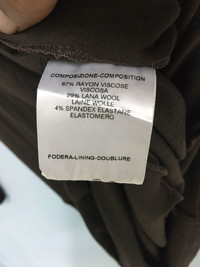 COMPOSIZIONE-COMPOSITION
67% RAYON VISCOSE
VISCOSA
29% LANA WOOL
LAINE WOLLE
4% SPANDEX ELASTANE
ELASTOMERO
FODERA-LINING-DOUBLURE